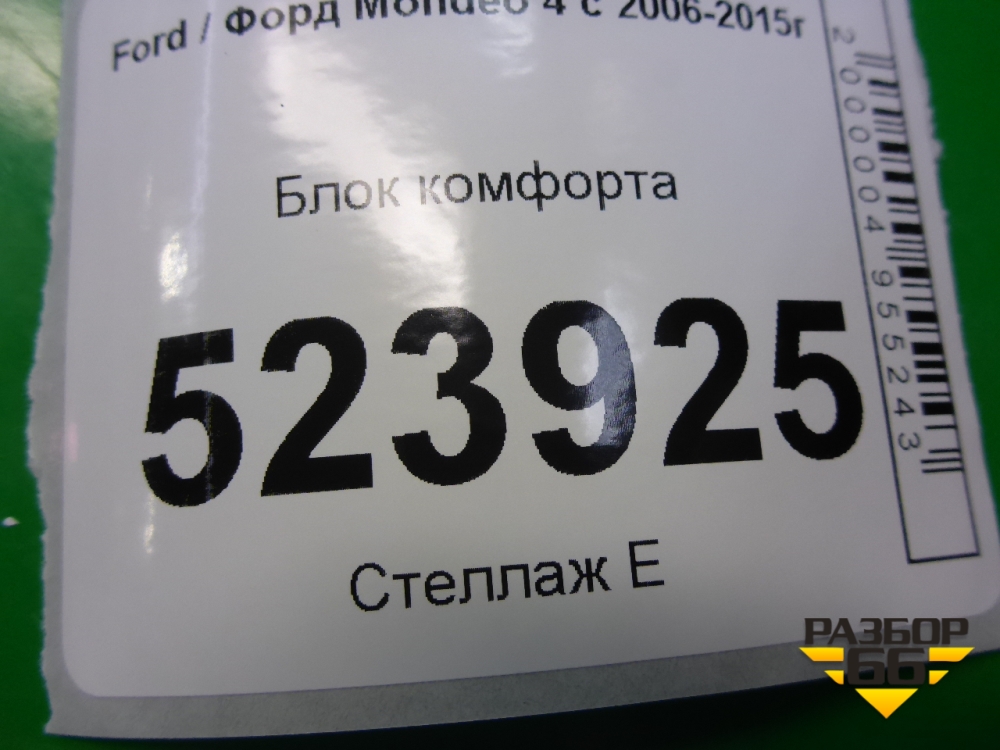 Ford / Форд Mondeo 4 с 2006-2015г
Блок комфорта
523925
Стеллаж Е
2000004955243
РАЗБОР
66